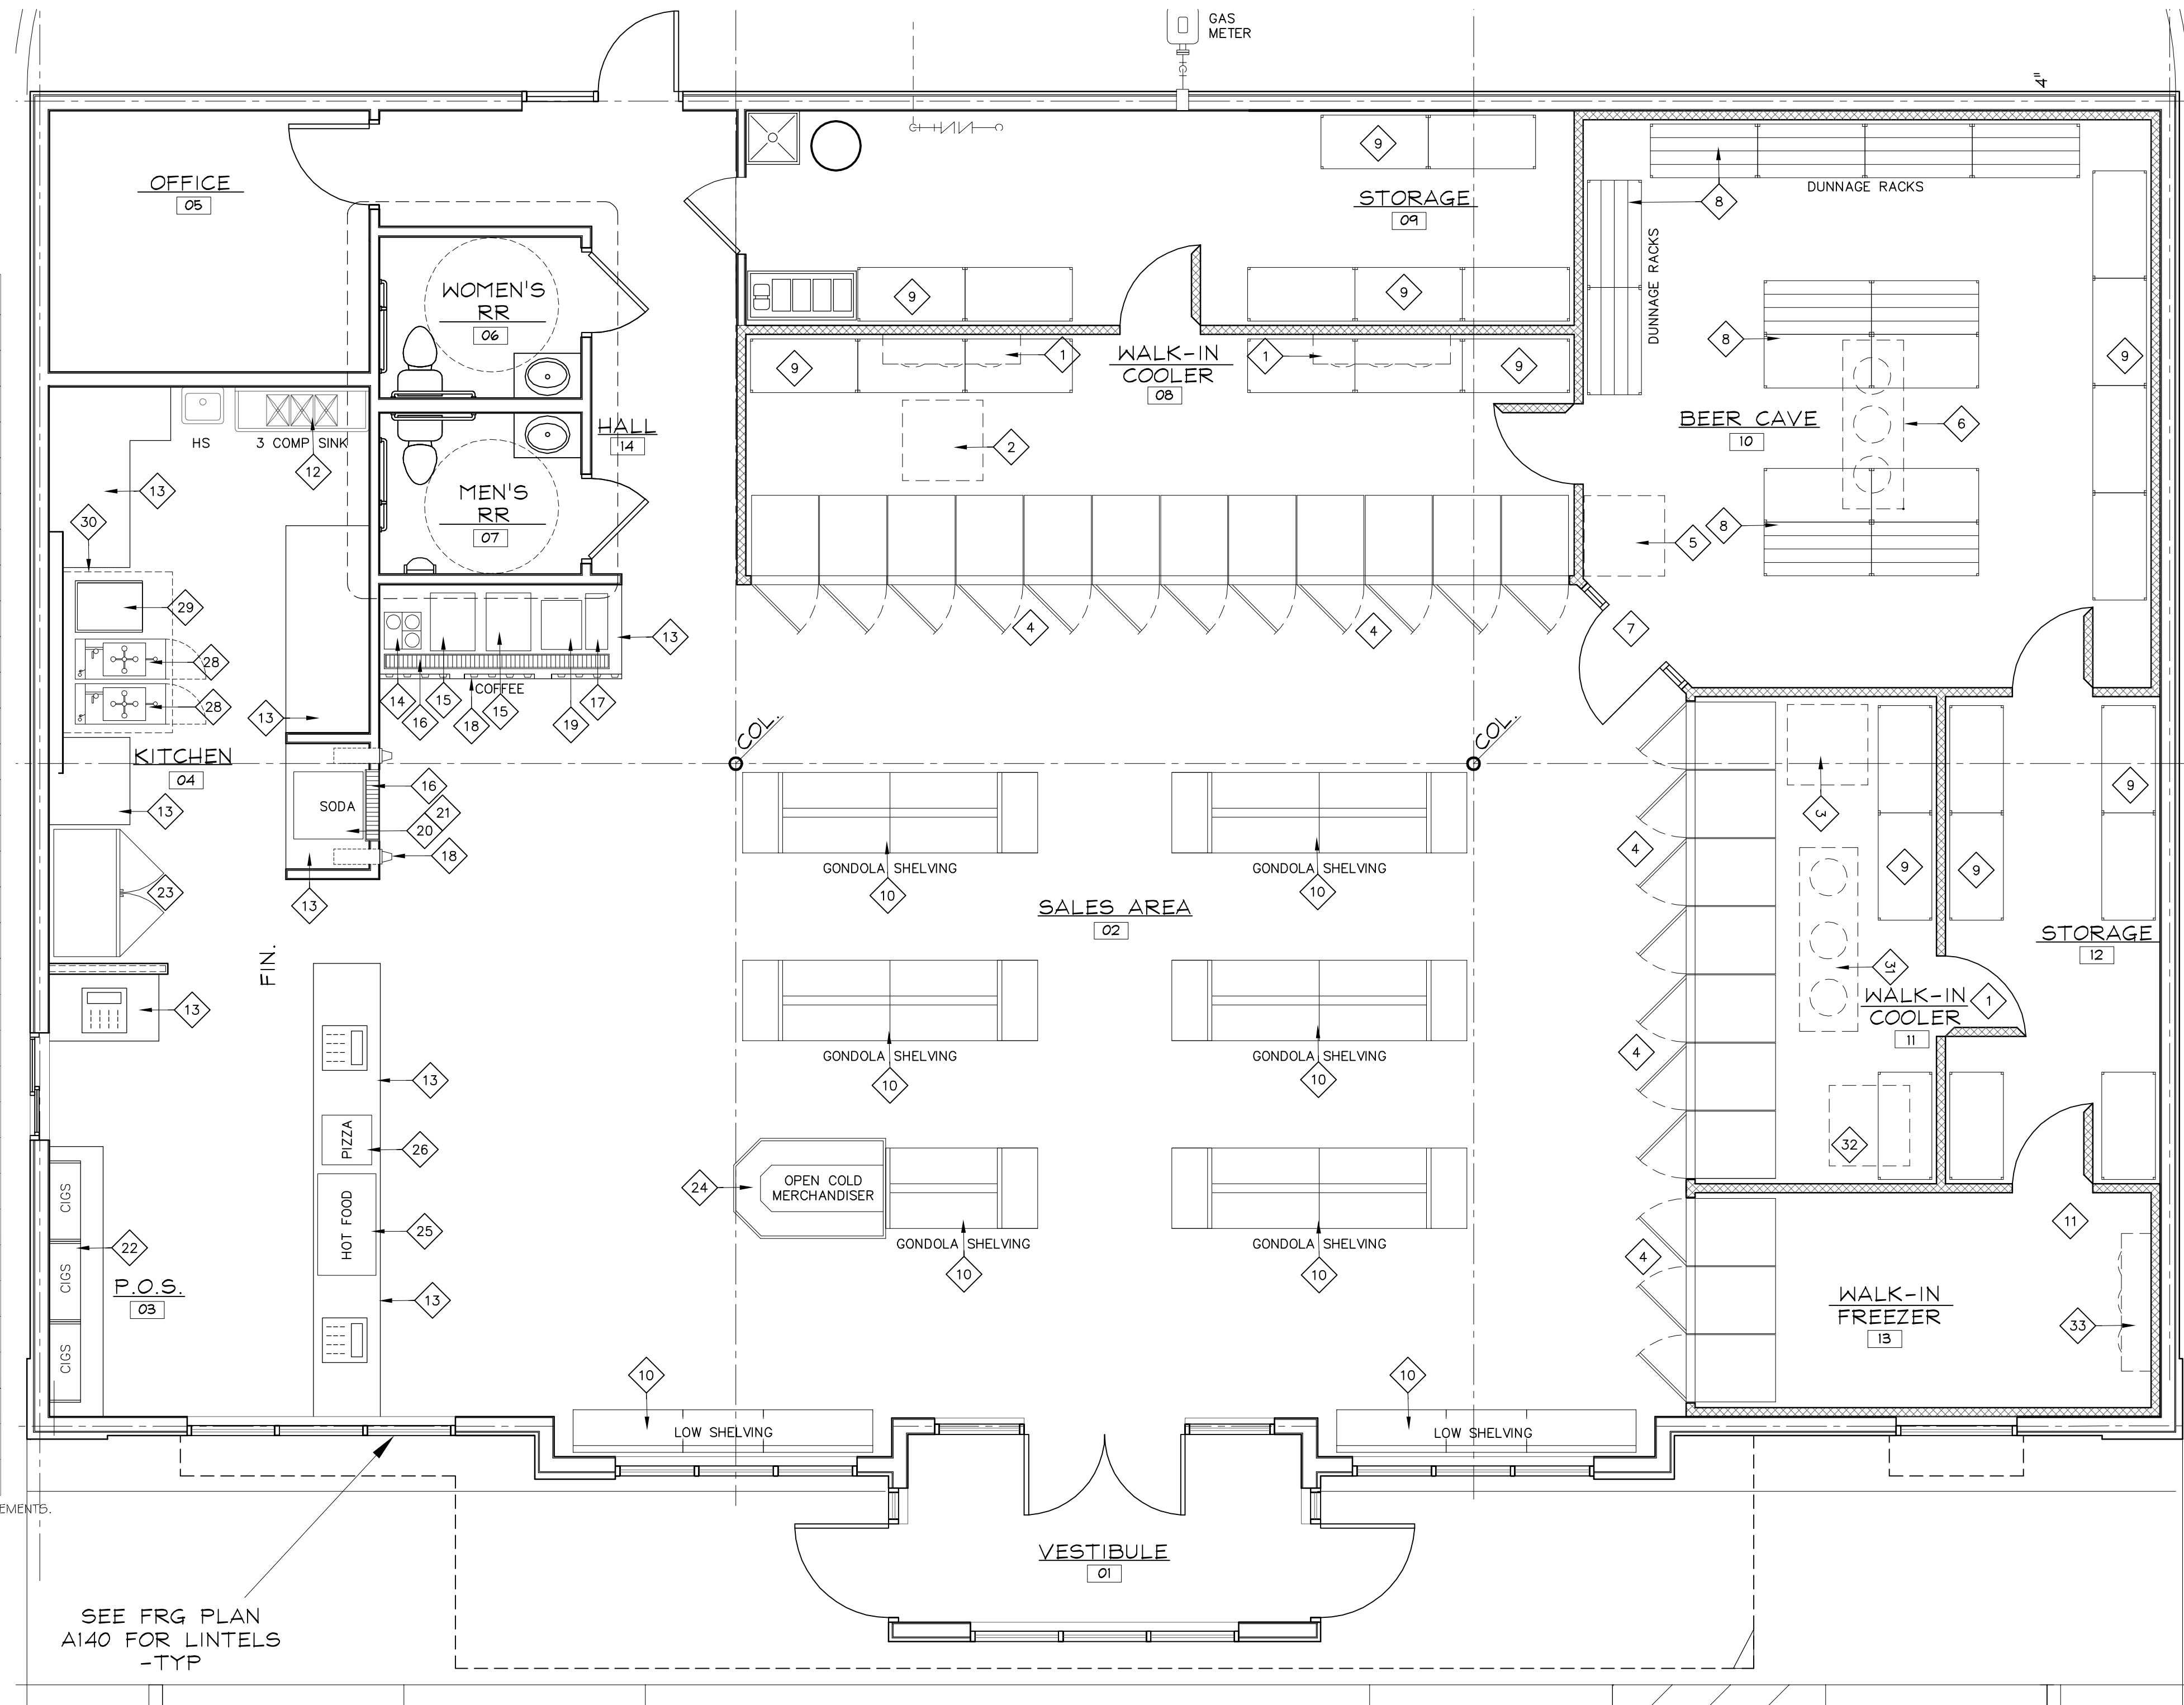 GAS
METER
4"
OFFICE
05
9
STORAGE
09
8
DUNNAGE RACKS
DUNNAGE RACKS
WOMEN'S
RR
06
9
9
8
9
1
WALK-IN
COOLER
08
1
9
9
HS
3 COMP SINK
12
HALL
14
BEER CAVE
10
6
2
13
MEN'S
RR
07
30
5
8
29
4
4
7
13
28
28
COFFEE
14
16
15
18
15
19
17
13
COL.
COL.
KITCHEN
04
16
SODA
21
20
18
13
13
3
9
4
23
GONDOLA SHELVING
10
GONDOLA SHELVING
10
9
9
SALES AREA
02
STORAGE
12
FIN.
31
WALK-IN
COOLER
11
1
13
GONDOLA SHELVING
10
GONDOLA SHELVING
10
4
13
PIZZA
26
32
24
OPEN COLD
MERCHANDISER
CIGS
CIGS
CIGS
22
HOT FOOD
25
GONDOLA SHELVING
10
GONDOLA SHELVING
10
4
11
P.O.S.
03
13
WALK-IN
FREEZER
13
33
10
LOW SHELVING
10
LOW SHELVING
EMENTS.
VESTIBULE
01
SEE FRG PLAN
A140 FOR LINTELS
-TYP